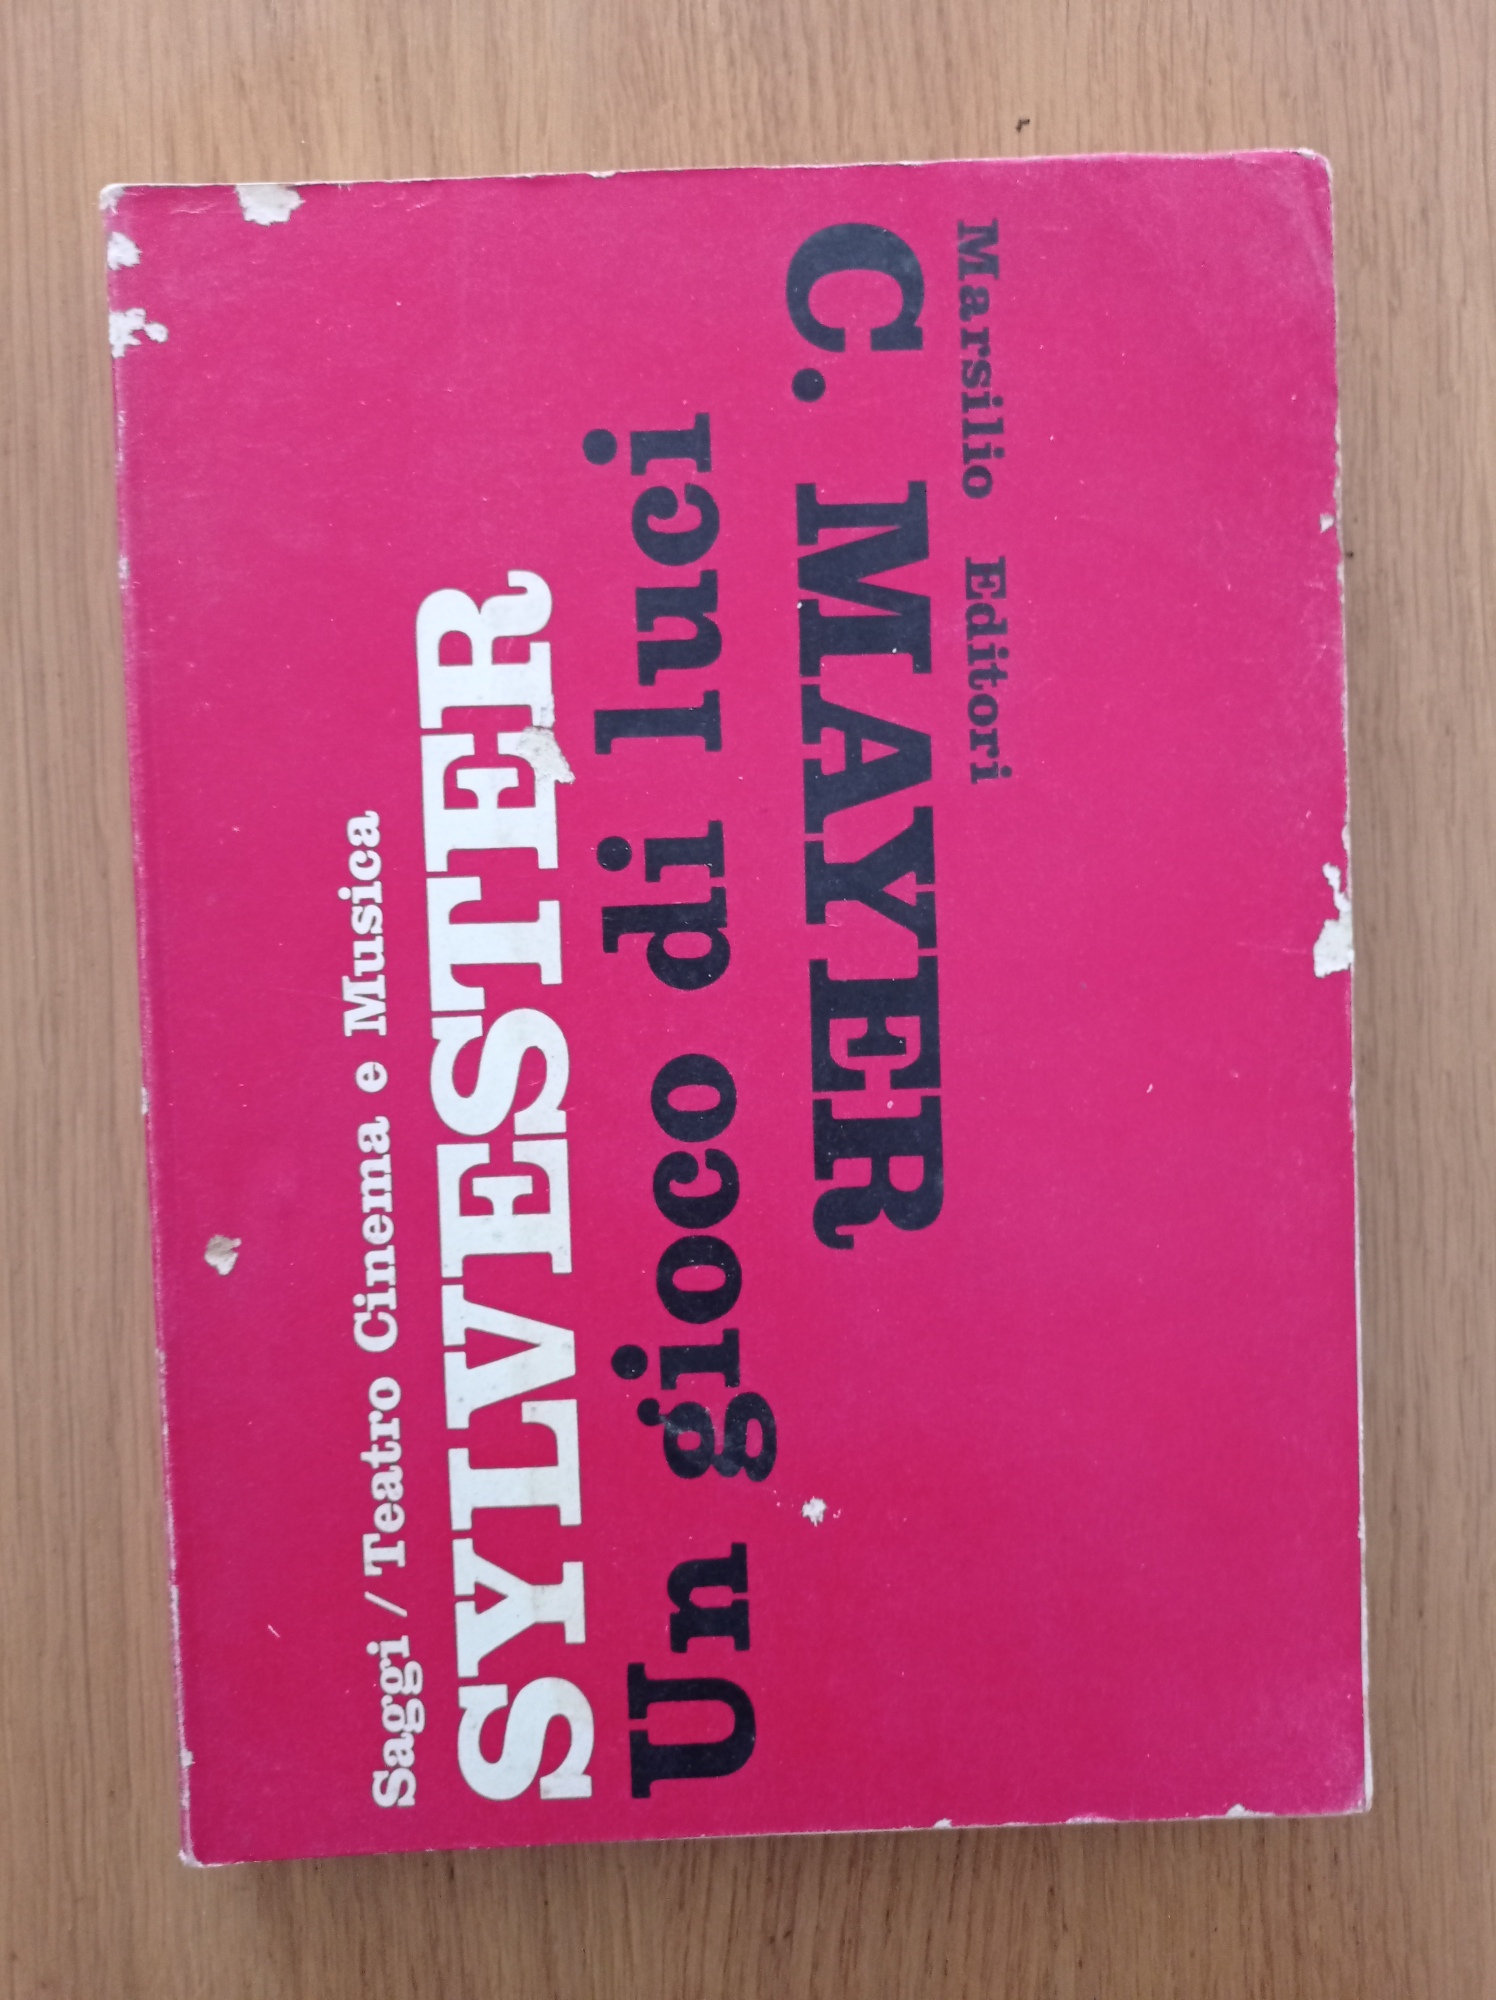 Saggi / Teatro Cinema e Musica
SYLVESTER
Un gioco di luci
C. MAYER
Marsilio Editori